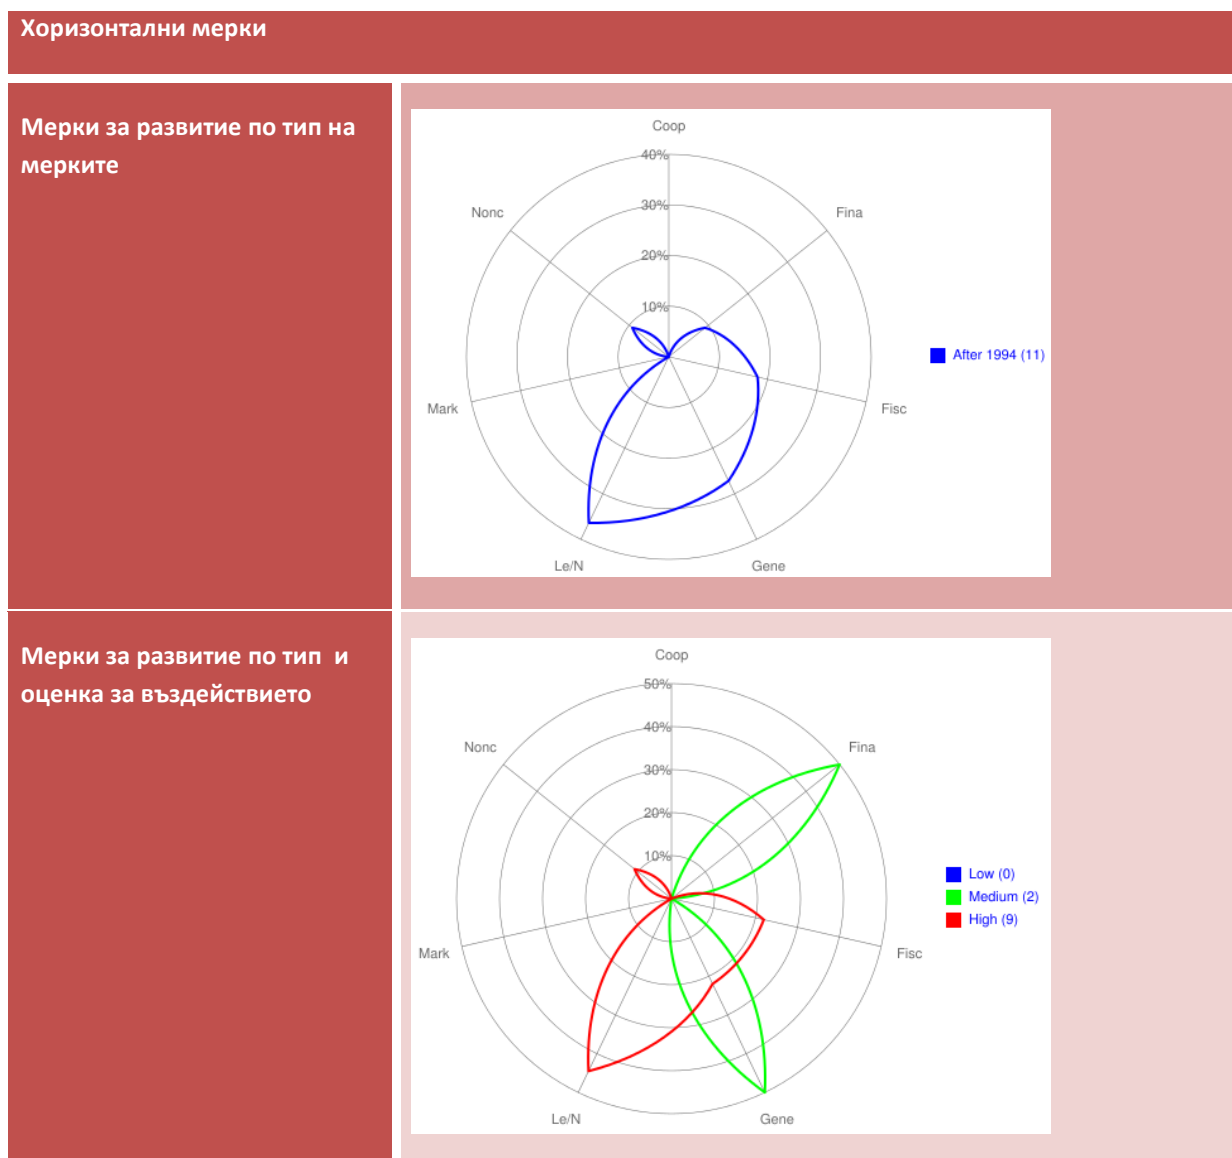 Хоризонтални мерки
Мерки за развитие по тип на
мерките
Coop
40%
30%
20%
10%
Nonc
Fina
Mark
Fisc
Le/N
Gene
After 1994 (11)
Мерки за развитие по тип и
оценка за въздействието
Coop
50%
40%
30%
20%
10%
Nonc
Fina
Mark
Fisc
Le/N
Gene
Low (0)
Medium (2)
High (9)